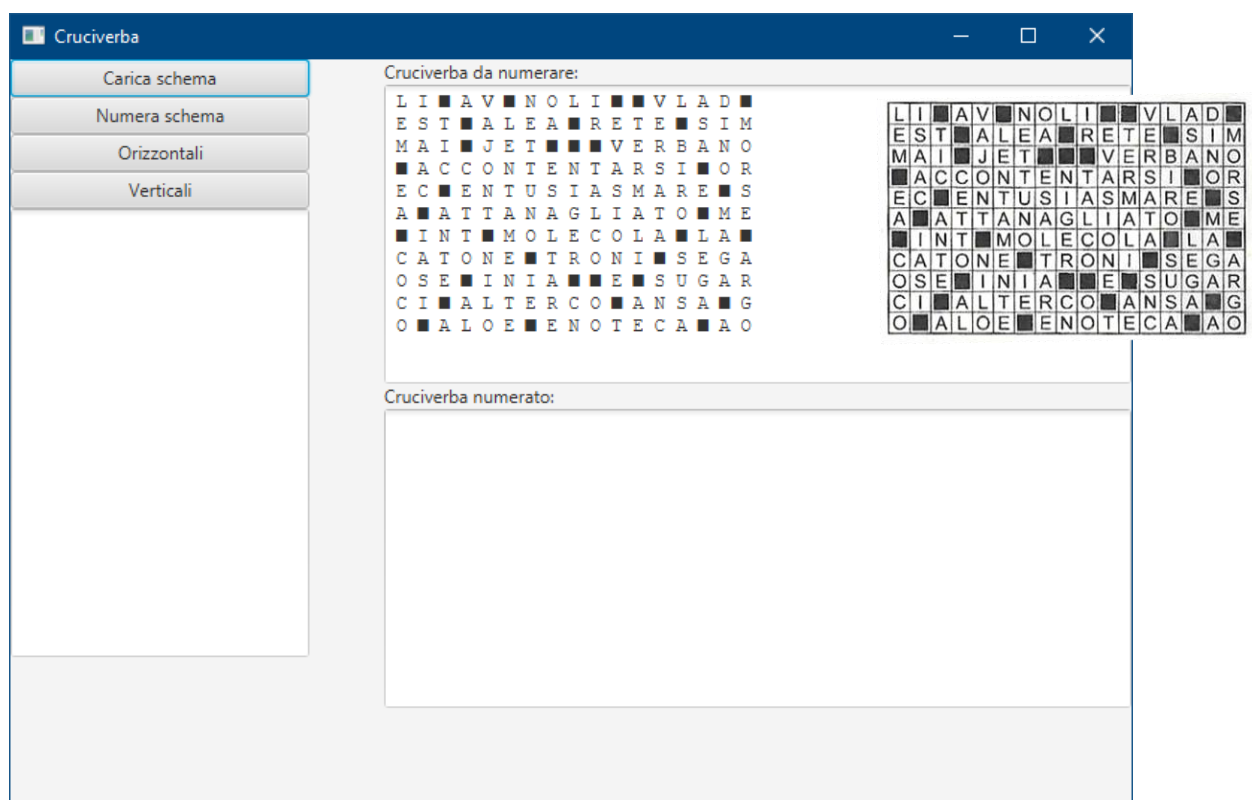 Cruciverba
Carica schema
Numera schema
Orizzontali
Verticali
Cruciverba da numerare:
L I ■ A V ■ N O L I ■ ■ V L A D ■
E S T ■ A L E A ■ R E T E ■ S I M
M A I ■ J E T ■ ■ ■ V E R B A N O
■ A C C O N T E N T A R S I ■ O R
E C ■ E N T U S I A S M A R E ■ S
A ■ A T T A N A G L I A T O ■ M E
■ I N T ■ M O L E C O L A ■ L A ■
C A T O N E ■ T R O N I ■ S E G A
O S E ■ I N I A ■ ■ E ■ S U G A R
C I ■ A L T E R C O ■ A N S A ■ G
O ■ A L O E ■ E N O T E C A ■ A O
L I ■ A V ■ N O L I ■ ■ V L A D ■
E S T ■ A L E A ■ R E T E ■ S I M
M A I ■ J E T ■ ■ ■ V E R B A N O
■ A C C O N T E N T A R S I ■ O R
E C ■ E N T U S I A S M A R E ■ S
A ■ A T T A N A G L I A T O ■ M E
■ I N T ■ M O L E C O L A ■ L A ■
C A T O N E ■ T R O N I ■ S E G A
O S E ■ I N I A ■ ■ E ■ S U G A R
C I ■ A L T E R C O ■ A N S A ■ G
O ■ A L O E ■ E N O T E C A ■ A O
Cruciverba numerato: